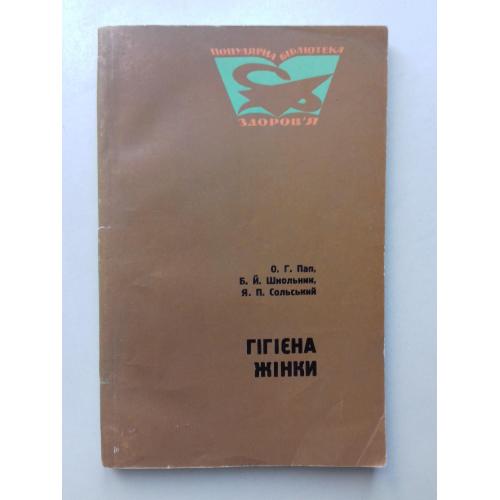 ПОПУЛЯРНА БІБЛІОТЕКА
ЗДОРОВ'Я
О. Г. Пап,
Б. Й. Школьник,
Я. П. Сольський
ГІГІЄНА
ЖІНКИ